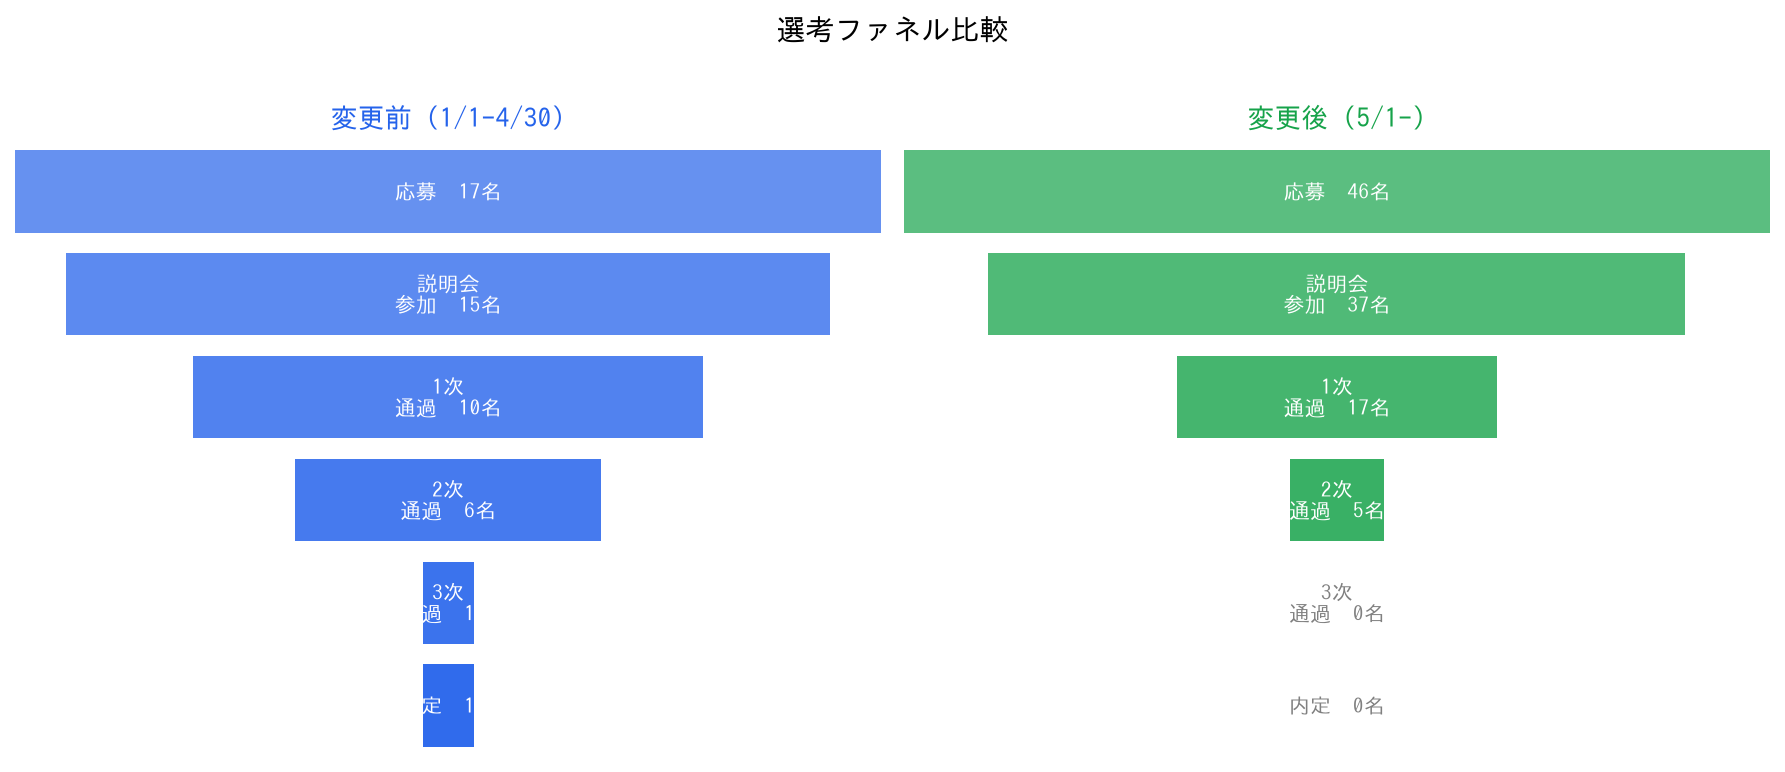 選考ファネル比較
変更前 (1/1-4/30)
応募　17名
説明会
参加　15名
1次
通過　10名
2次
通過　6名
3次
過　1
定　1
変更後 (5/1-)
応募　46名
説明会
参加　37名
1次
通過　17名
2次
通過　5名
3次
通過　0名
内定　0名